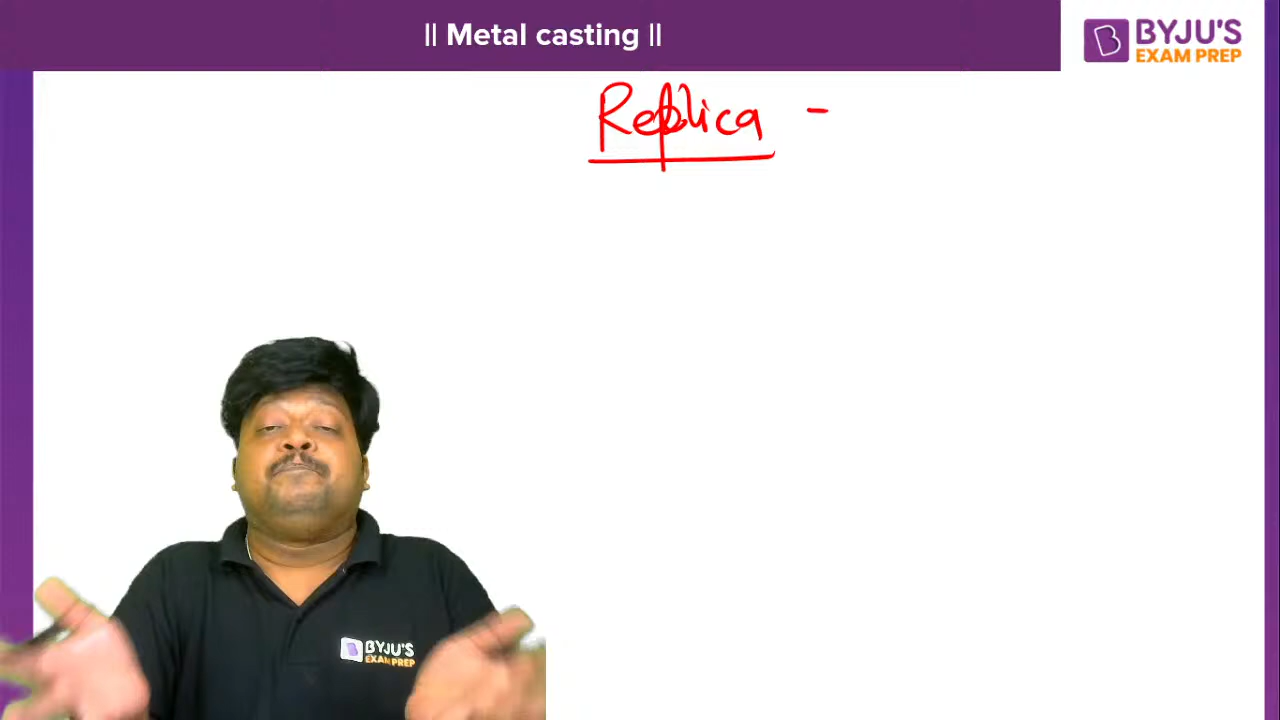 || Metal casting ||
BYJU'S
EXAM PREP
Replica -
BYJU'S
EXAM PREP